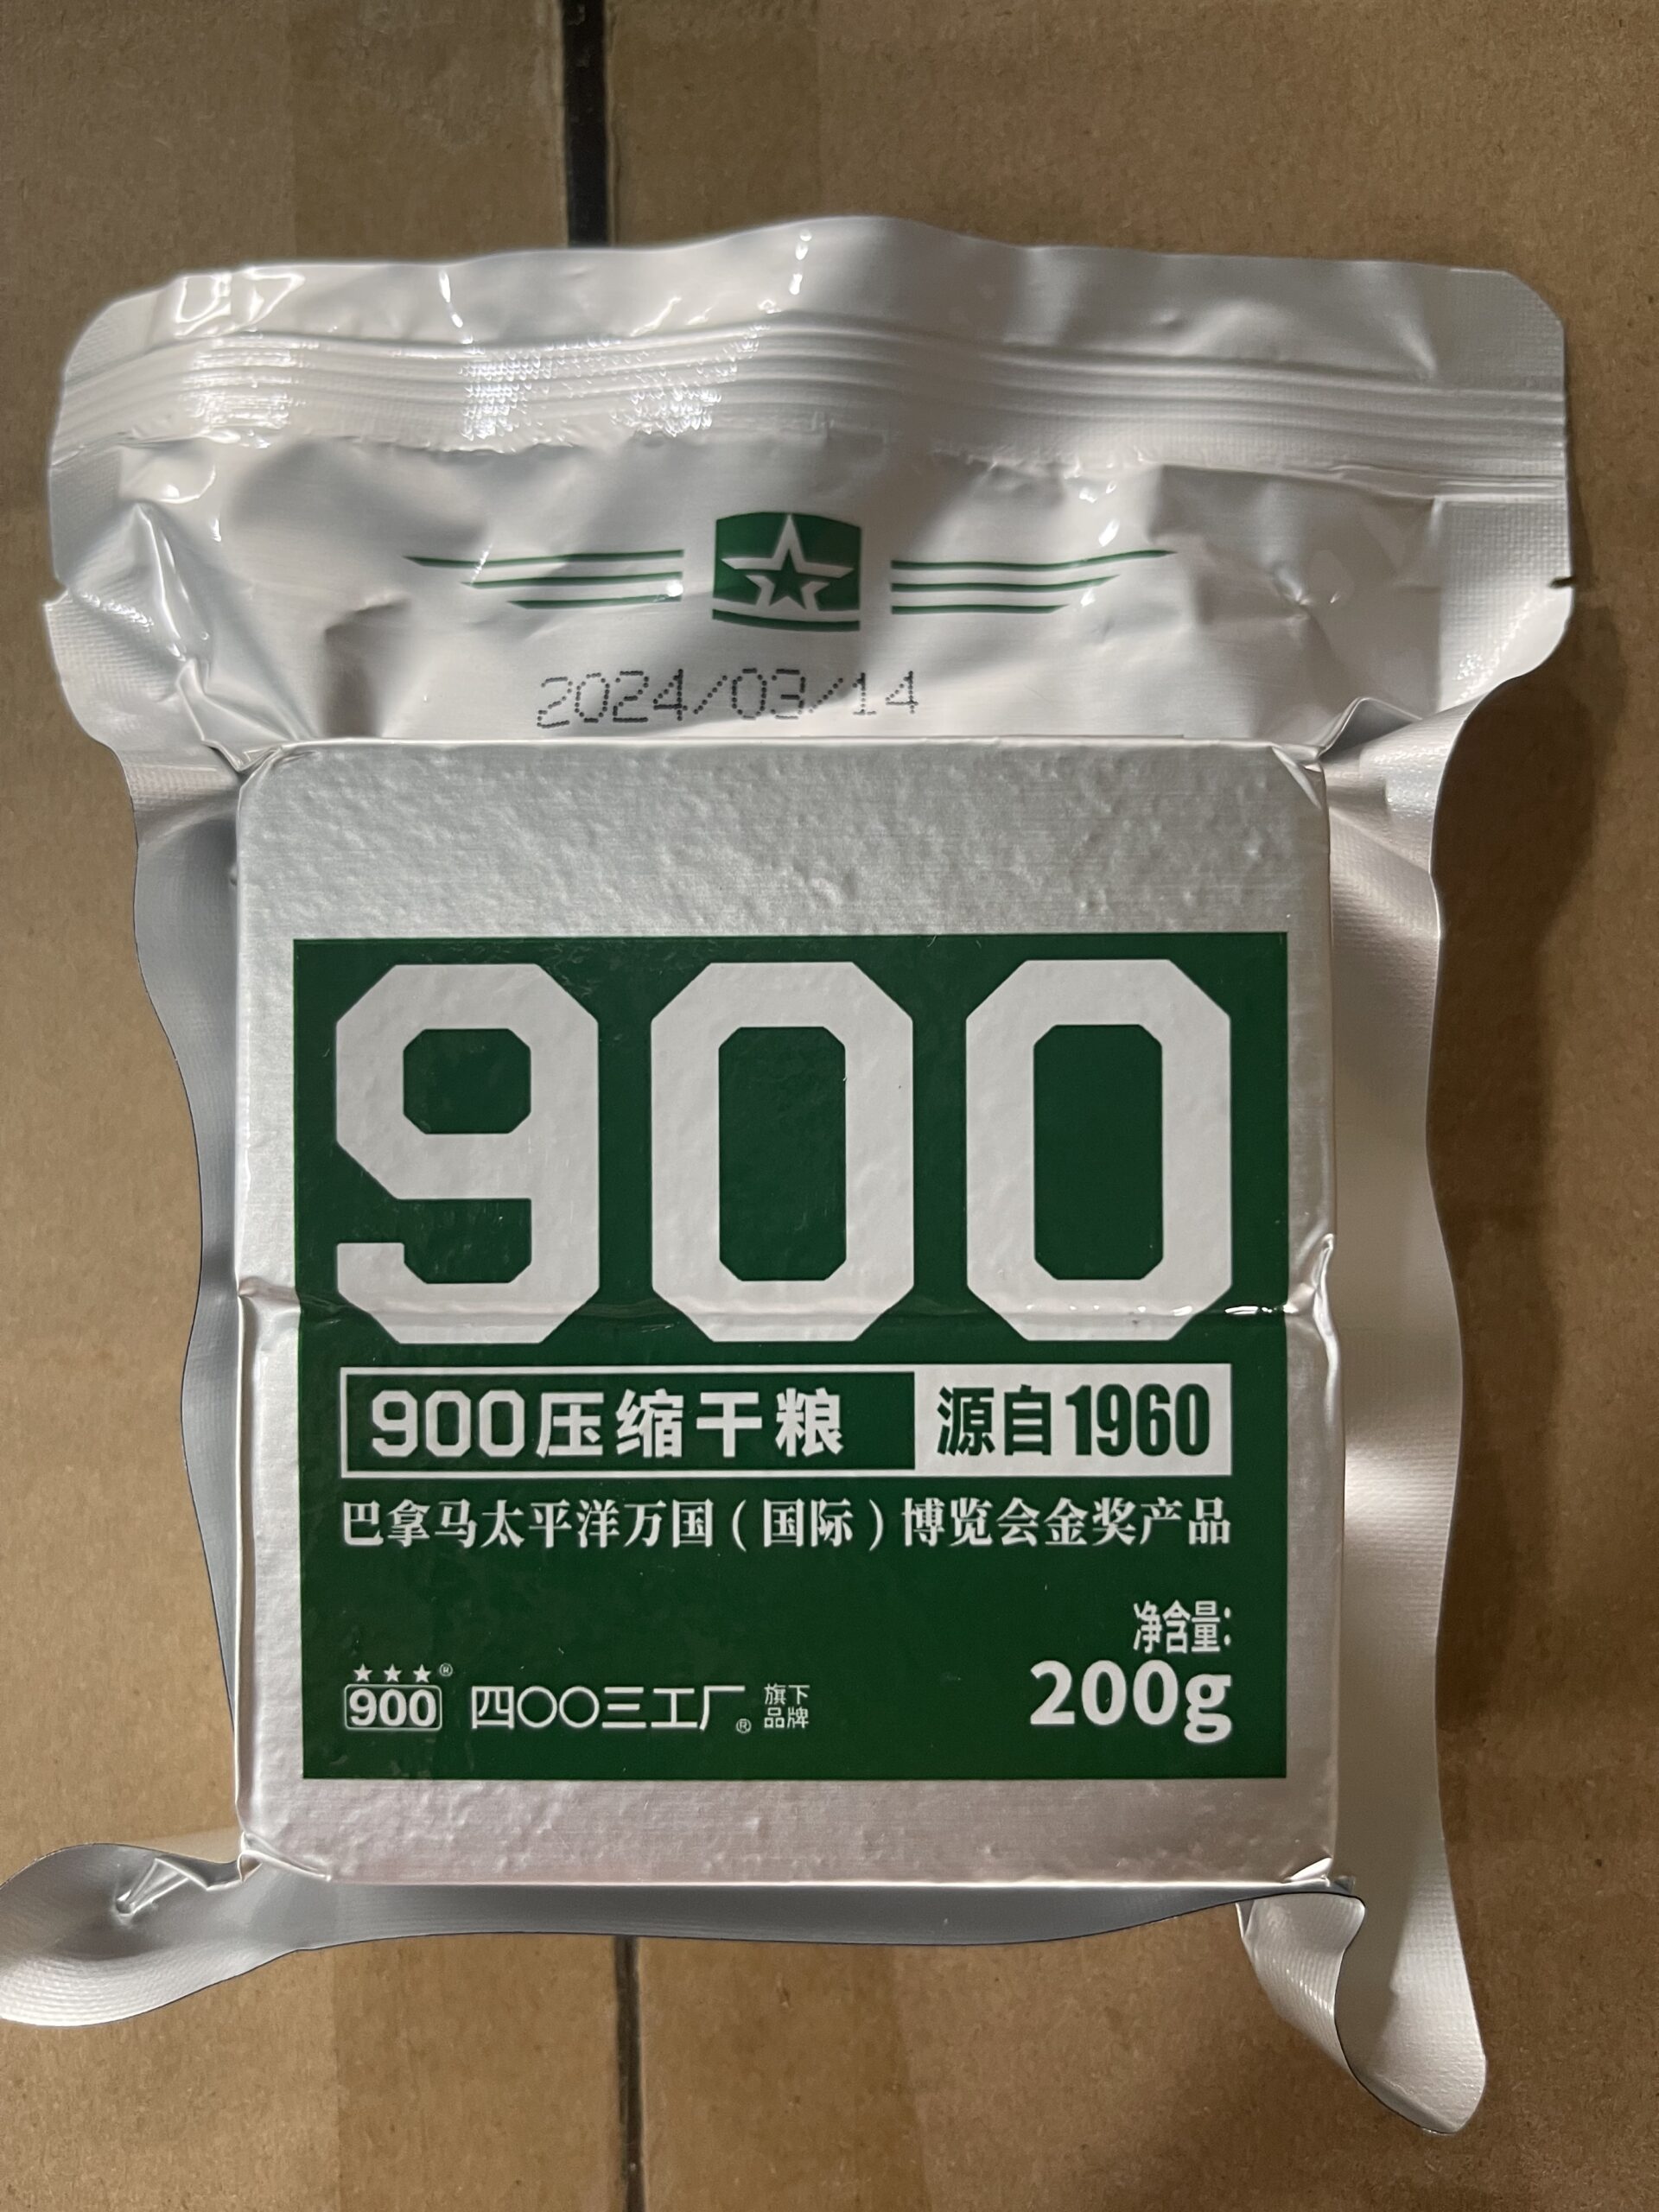 2024/03/14
900
900压缩干粮 源自1960
巴拿马太平洋万国(国际)博览会金奖产品
净含量:
200g
900® 四〇〇三工厂® 旗下品牌